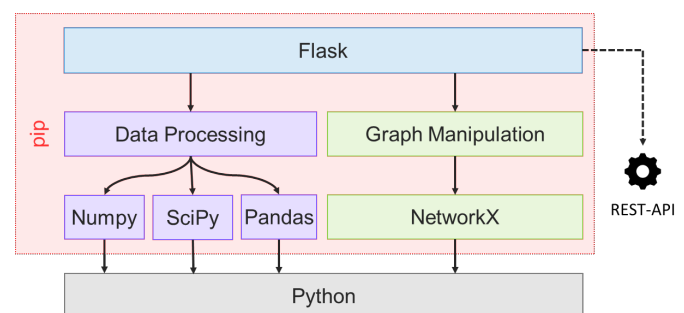 Flask
pip
Data Processing
Graph Manipulation
Numpy
SciPy
Pandas
NetworkX
REST-API
Python